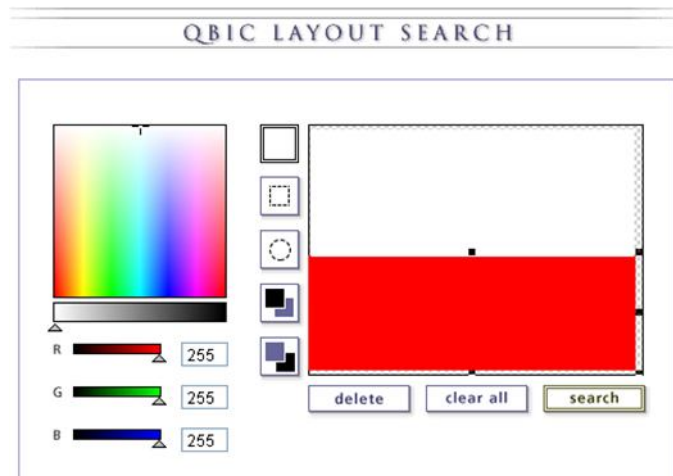 QBIC LAYOUT SEARCH
R 255
G 255
B 255
delete clear all search